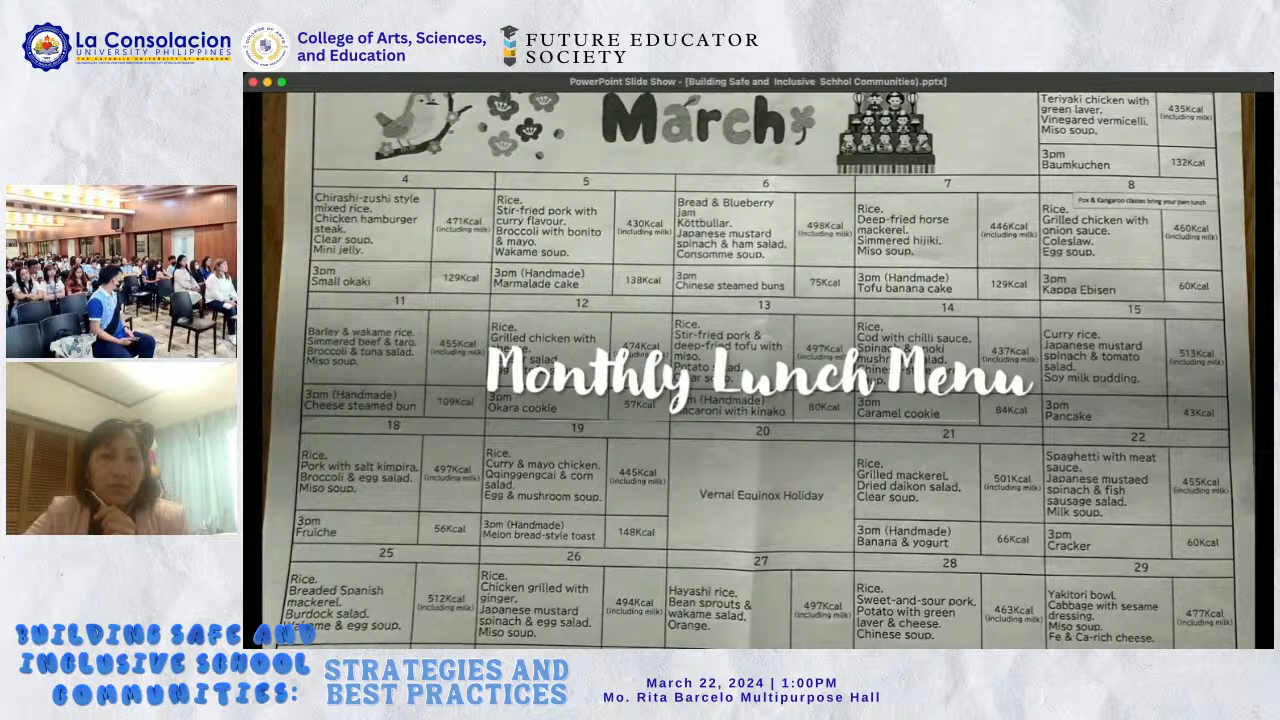 La Consolacion
UNIVERSITY PHILIPPINES
College of Arts, Sciences,
and Education
FUTURE EDUCATOR
SOCIETY
PowerPoint Slide Show - [Building Safe and Inclusive Schhol Communities}.pptx]
March
Teriyaki chicken with
green laver.
Vinegared vermicelli.
Miso soup.
435Kcal
(including milk)
3pm
Baumkuchen
132Kcal
4
5
6
7
8
Chirashi-zushi style
mixed rice.
Chicken hamburger
steak.
Clear soup.
Mini jelly.
471Kcal
(including milk)
Rice.
Stir-fried pork with
curry flavour.
Broccoli with bonito
& mayo.
Wakame soup.
430Kcal
(including milk)
Bread & Blueberry
jam
Köttbullar.
Japanese mustard
spinach & ham salad.
Consomme soup.
498Kcal
(including milk)
Rice.
Deep-fried horse
mackerel.
Simmered hijiki.
Miso soup.
446Kcal
(including milk)
Fox & Kangaroo classes bring your own lunch
Rice.
Grilled chicken with
onion sauce.
Coleslaw.
Egg soup.
460Kcal
(including milk)
3pm
Small okaki
129Kcal
3pm (Handmade)
Marmalade cake
138Kcal
3pm
Chinese steamed buns
75Kcal
3pm (Handmade)
Tofu banana cake
129Kcal
3pm
Kappa Ebisen
60Kcal
11
12
13
14
15
Barley & wakame rice.
Simmered beef & taro.
Broccoli & tuna salad.
Miso soup.
455Kcal
(including milk)
Rice.
Grilled chicken with
salad.
474Kcal
Rice.
Stir-fried pork &
deep-fried tofu with
miso.
497Kcal
Rice.
Cod with chilli sauce.
437Kcal
(including milk)
Curry rice.
Japanese mustard
spinach & tomato
salad.
Soy milk pudding.
513Kcal
(including milk)
Monthly Lunch Menu
3pm (Handmade)
Cheese steamed bun
109Kcal
3pm
Okara cookie
57Kcal
(Handmade)
with kinako
80Kcal
3pm
Caramel cookie
84Kcal
3pm
Pancake
43Kcal
18
19
20
21
22
Rice.
Pork with salt kimpira.
Broccoli & egg salad.
Miso soup.
497Kcal
(including milk)
Rice.
Curry & mayo chicken.
Qqinggengcai & corn
salad.
Egg & mushroom soup.
445Kcal
(including milk)
Vernal Equinox Holiday
Rice.
Grilled mackerel.
Dried daikon salad.
Clear soup.
501Kcal
(including milk)
Spaghetti with meat
sauce.
Japanese mustaed
spinach & fish
sausage salad.
Milk soup.
455Kcal
(including milk)
3pm
Fruiche
56Kcal
3pm (Handmade)
Melon bread-style toast
148Kcal
3pm (Handmade)
Banana & yogurt
66Kcal
3pm
Cracker
60Kcal
25
26
27
28
29
Rice.
Breaded Spanish
mackerel.
Burdock salad.
& egg soup.
512Kcal
(including milk)
Rice.
Chicken grilled with
ginger.
Japanese mustard
spinach & egg salad.
Miso soup.
494Kcal
(including milk)
Hayashi rice.
Bean sprouts &
wakame salad.
Orange.
497Kcal
(including milk)
Rice.
Sweet-and-sour pork.
Potato with green
laver & cheese.
Chinese soup.
463Kcal
(including milk)
Yakitori bowl.
Cabbage with sesame
dressing.
Miso soup.
Fe & Ca-rich cheese.
477Kcal
(including milk)
BUILDING SAFE AND
INCLUSIVE SCHOOL
COMMUNITIES:
STRATEGIES AND
BEST PRACTICES
March 22, 2024 | 1:00PM
Mo. Rita Barcelo Multipurpose Hall